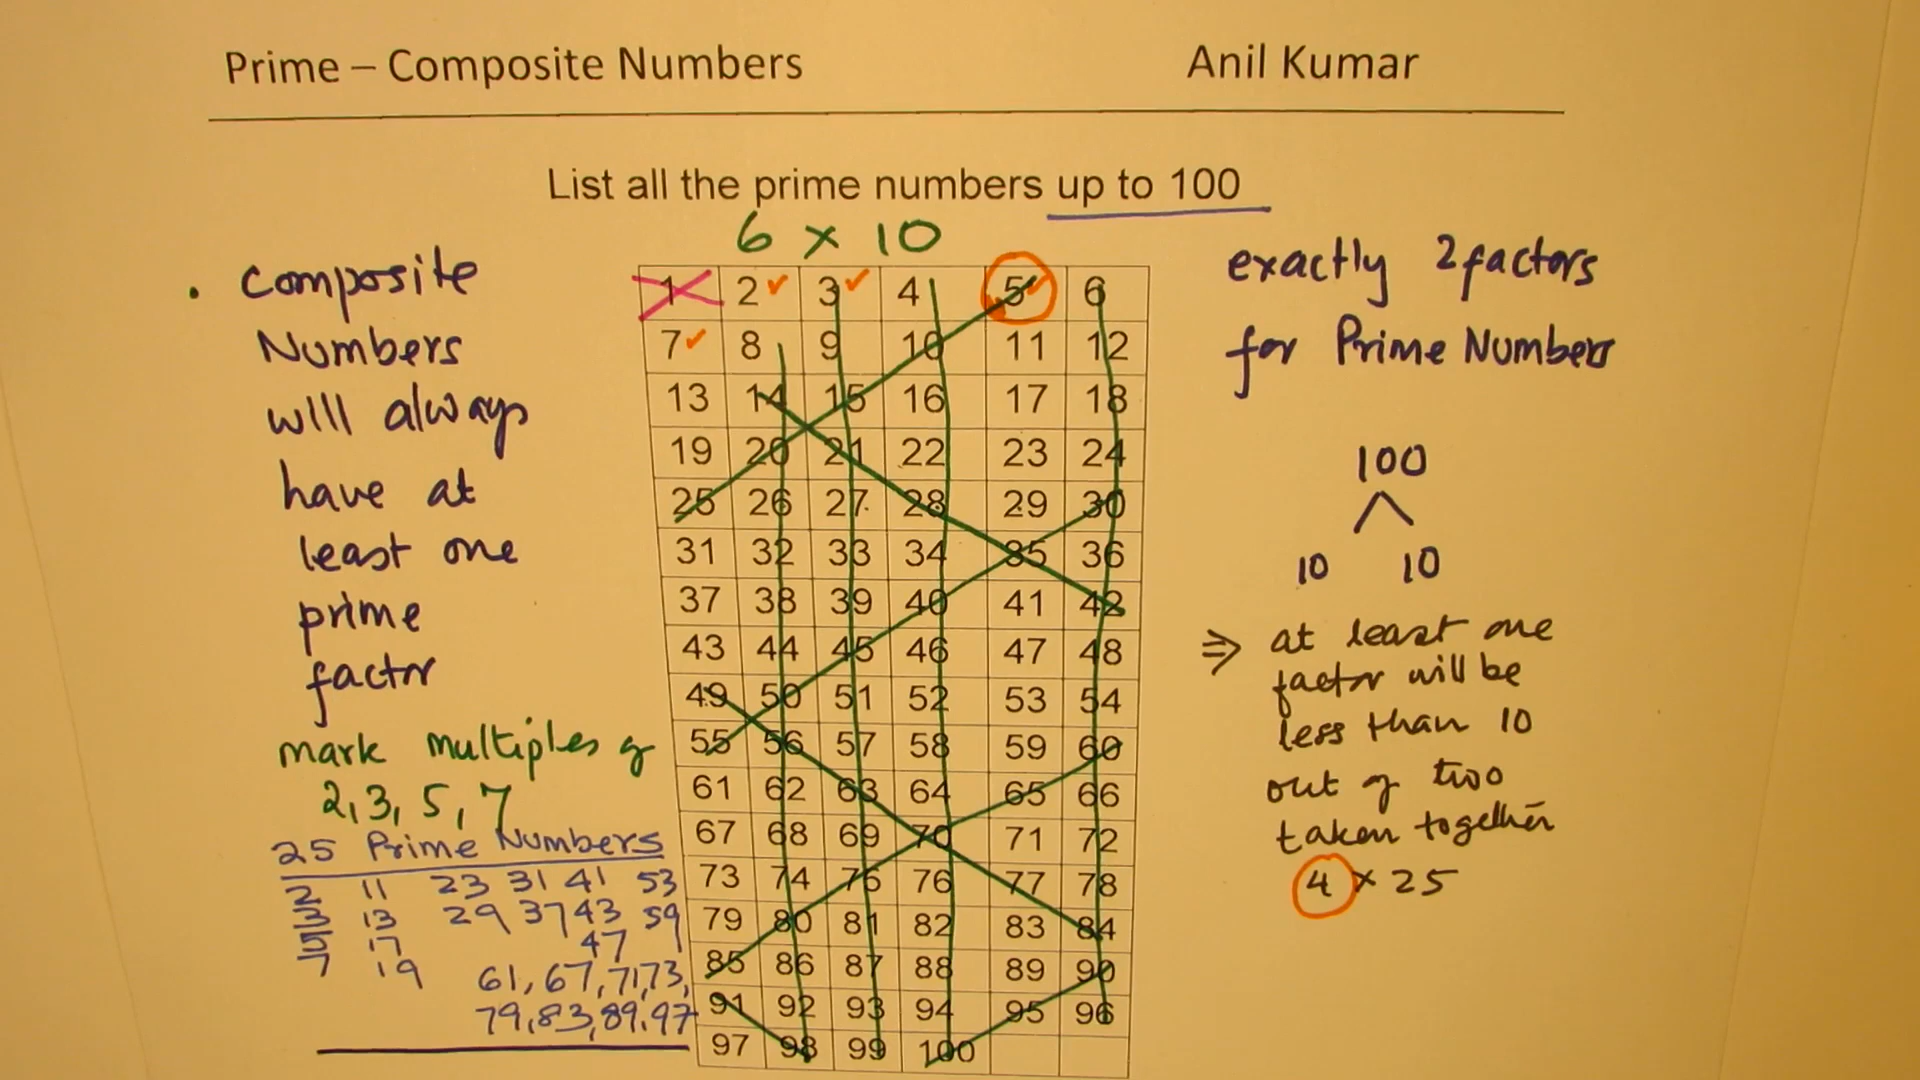 Prime – Composite Numbers Anil Kumar
List all the prime numbers up to 100
6 x 10
• Composite
Numbers
will always
have at
least one
prime
factor
mark multiples of
2, 3, 5, 7
25 Prime Numbers
2 11 23 31 41 53
3 13 29 37 43 59
5 17 47
7 19 61, 67, 71, 73,
79, 83, 89, 97
1 2 3 4 5 6
7 8 9 10 11 12
13 14 15 16 17 18
19 20 21 22 23 24
25 26 27 28 29 30
31 32 33 34 35 36
37 38 39 40 41 42
43 44 45 46 47 48
49 50 51 52 53 54
55 56 57 58 59 60
61 62 63 64 65 66
67 68 69 70 71 72
73 74 75 76 77 78
79 80 81 82 83 84
85 86 87 88 89 90
91 92 93 94 95 96
97 98 99 100
exactly 2 factors
for Prime Numbers
100
10 10
⇒ at least one
factor will be
less than 10
out of two
taken together
4 x 25